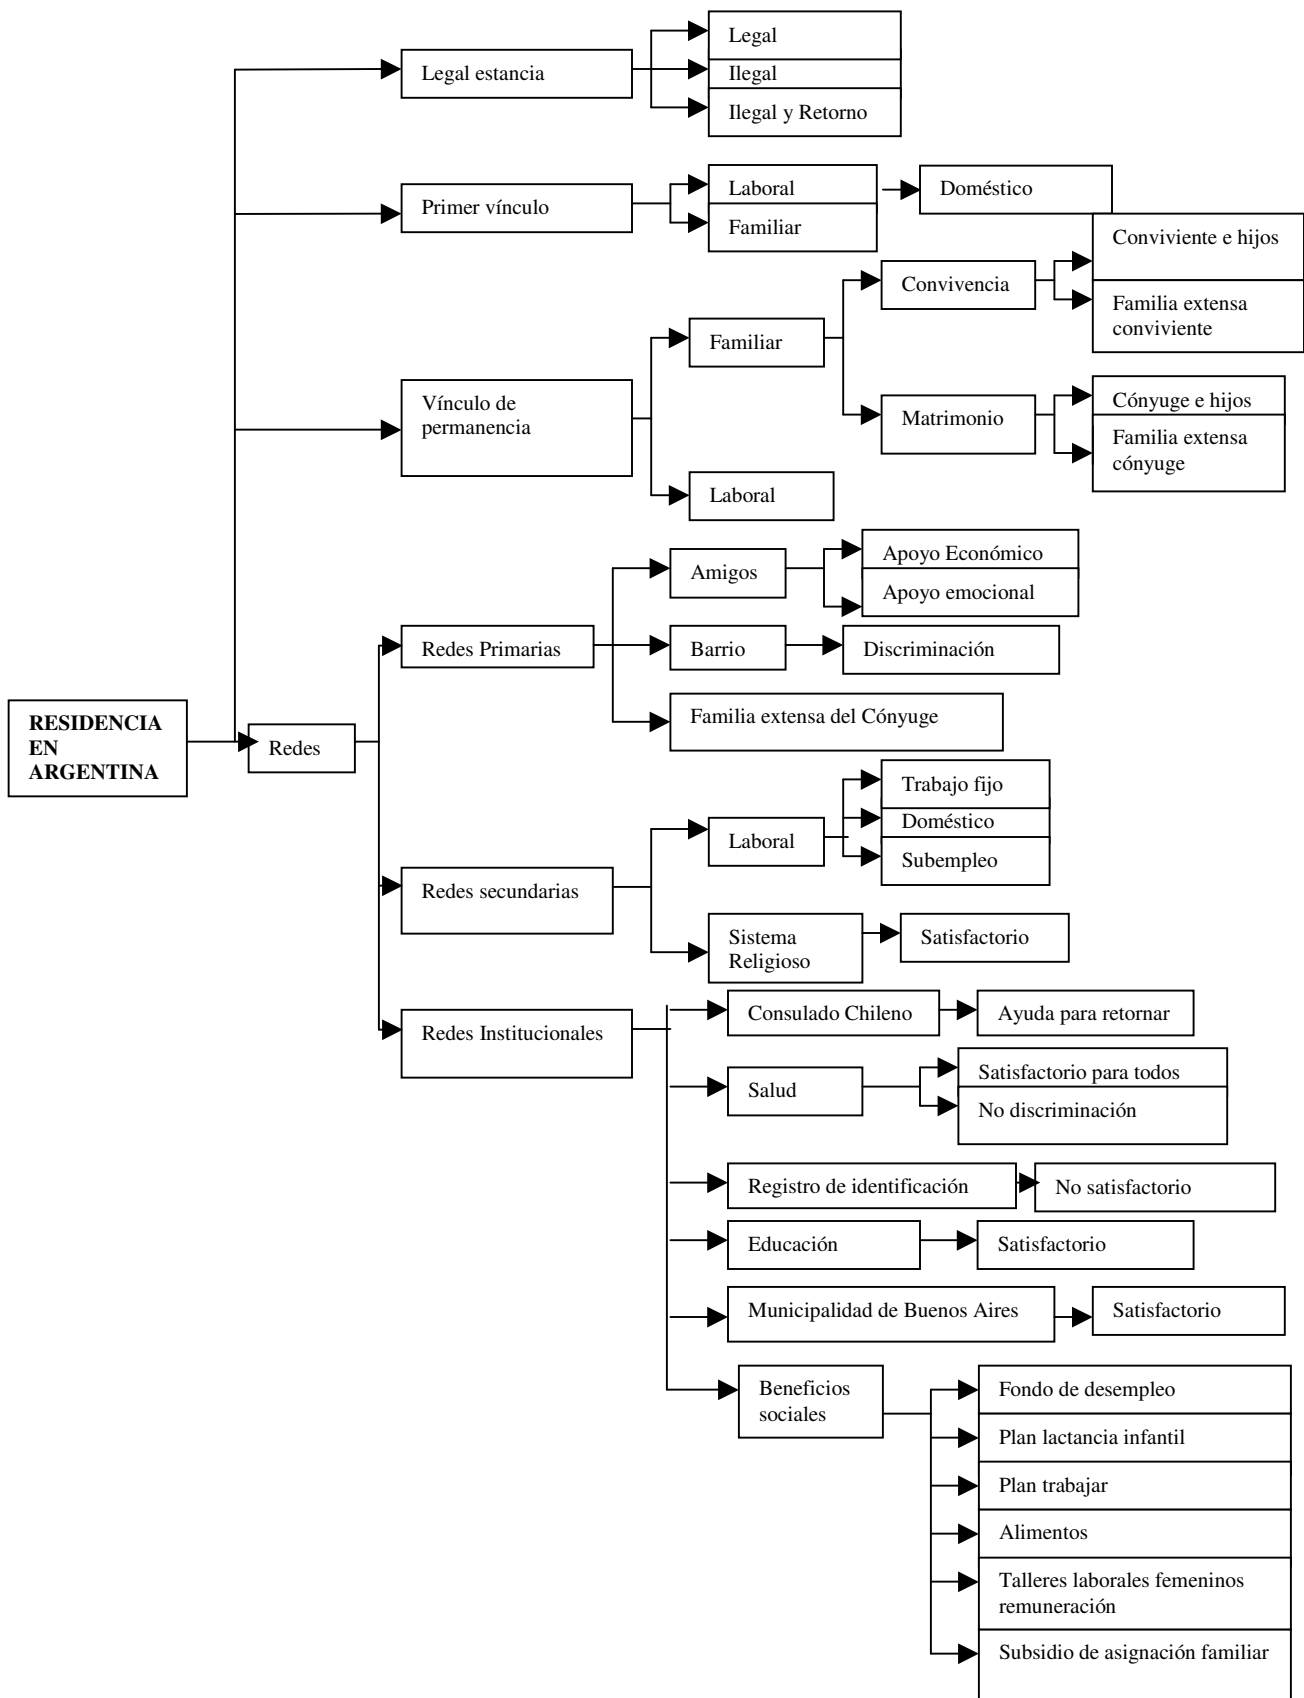 Legal
Legal estancia
Ilegal
Ilegal y Retorno
Primer vínculo
Laboral
Doméstico
Familiar
Conviviente e hijos
Convivencia
Familia extensa
conviviente
Familiar
Vínculo de
permanencia
Matrimonio
Cónyuge e hijos
Familia extensa
cónyuge
Laboral
Amigos
Apoyo Económico
Apoyo emocional
Redes Primarias
Barrio
Discriminación
Familia extensa del Cónyuge
RESIDENCIA
EN
ARGENTINA
Redes
Trabajo fijo
Laboral
Doméstico
Subempleo
Redes secundarias
Sistema
Religioso
Satisfactorio
Redes Institucionales
Consulado Chileno
Ayuda para retornar
Salud
Satisfactorio para todos
No discriminación
Registro de identificación
No satisfactorio
Educación
Satisfactorio
Municipalidad de Buenos Aires
Satisfactorio
Beneficios
sociales
Fondo de desempleo
Plan lactancia infantil
Plan trabajar
Alimentos
Talleres laborales femeninos
remuneración
Subsidio de asignación familiar